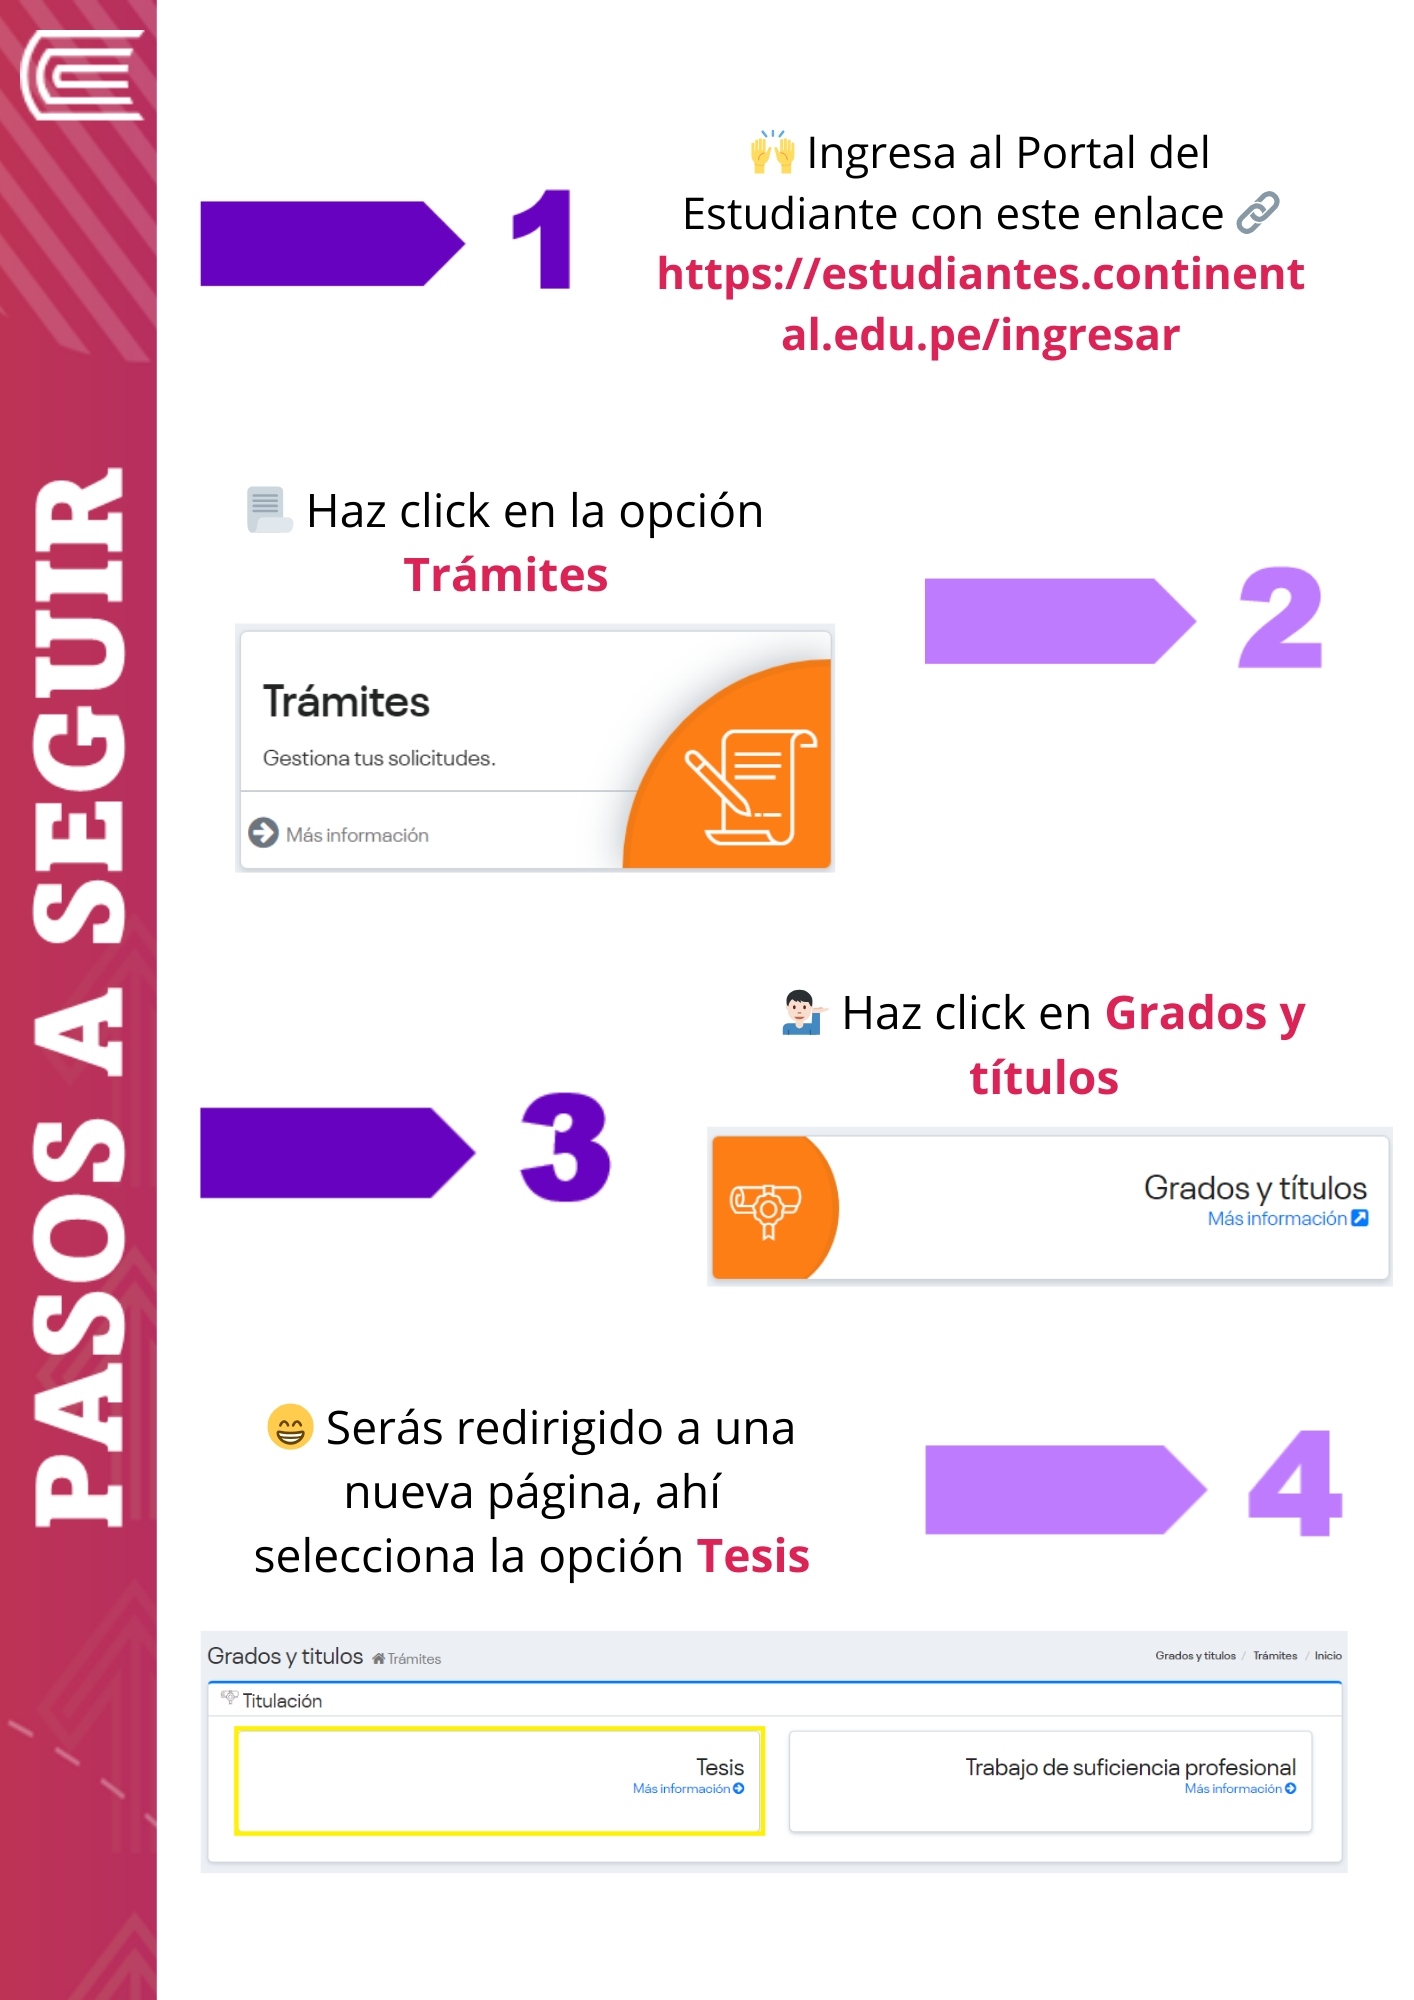 PASOS A SEGUIR
1
🙌 Ingresa al Portal del
Estudiante con este enlace 🔗
https://estudiantes.continent
al.edu.pe/ingresar
📜 Haz click en la opción
Trámites
2
Trámites
Gestiona tus solicitudes.
Más información
3
💁🏻‍♂️ Haz click en Grados y
títulos
Grados y títulos
Más información
😁 Serás redirigido a una
nueva página, ahí
selecciona la opción Tesis
4
Grados y titulos Trámites
Grados y titulos / Trámites / Inicio
Titulación
Tesis
Más información
Trabajo de suficiencia profesional
Más información